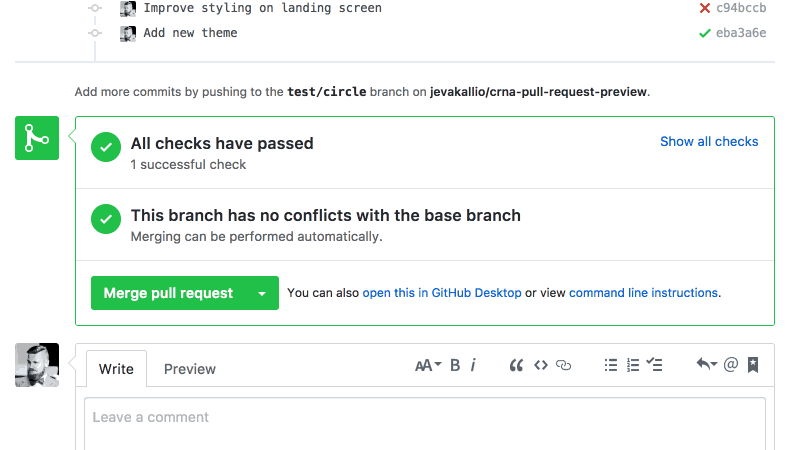 Improve styling on landing screen c94bccb
Add new theme eba3a6e
Add more commits by pushing to the test/circle branch on jevakallio/crna-pull-request-preview.
All checks have passed Show all checks
1 successful check
This branch has no conflicts with the base branch
Merging can be performed automatically.
Merge pull request You can also open this in GitHub Desktop or view command line instructions.
Write Preview AA B i
Leave a comment